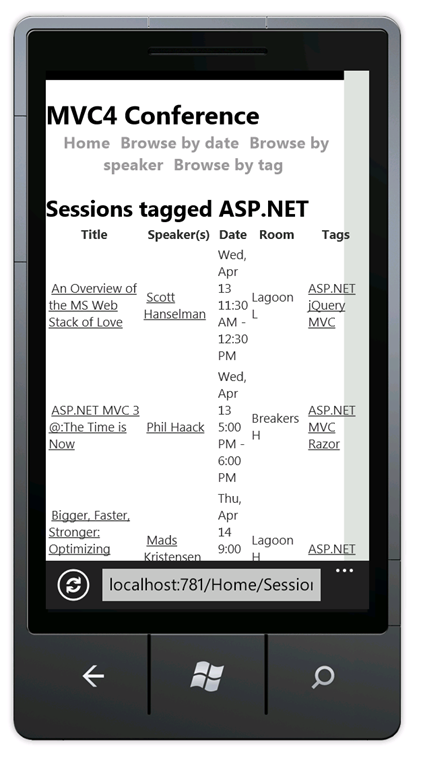 MVC4 Conference
Home Browse by date Browse by
speaker Browse by tag
Sessions tagged ASP.NET
Title Speaker(s) Date Room Tags
An Overview of
the MS Web
Stack of Love
Scott
Hanselman
Wed,
Apr
13
11:30
AM -
12:30
PM
Lagoon
L
ASP.NET
jQuery
MVC
ASP.NET MVC 3
@:The Time is
Now
Phil Haack
Wed,
Apr
13
5:00
PM -
6:00
PM
Breakers
H
ASP.NET
MVC
Razor
Bigger, Faster,
Stronger:
Optimizing
Mads
Kristensen
Thu,
Apr
14
9:00
Lagoon
H
ASP.NET
localhost:781/Home/Session